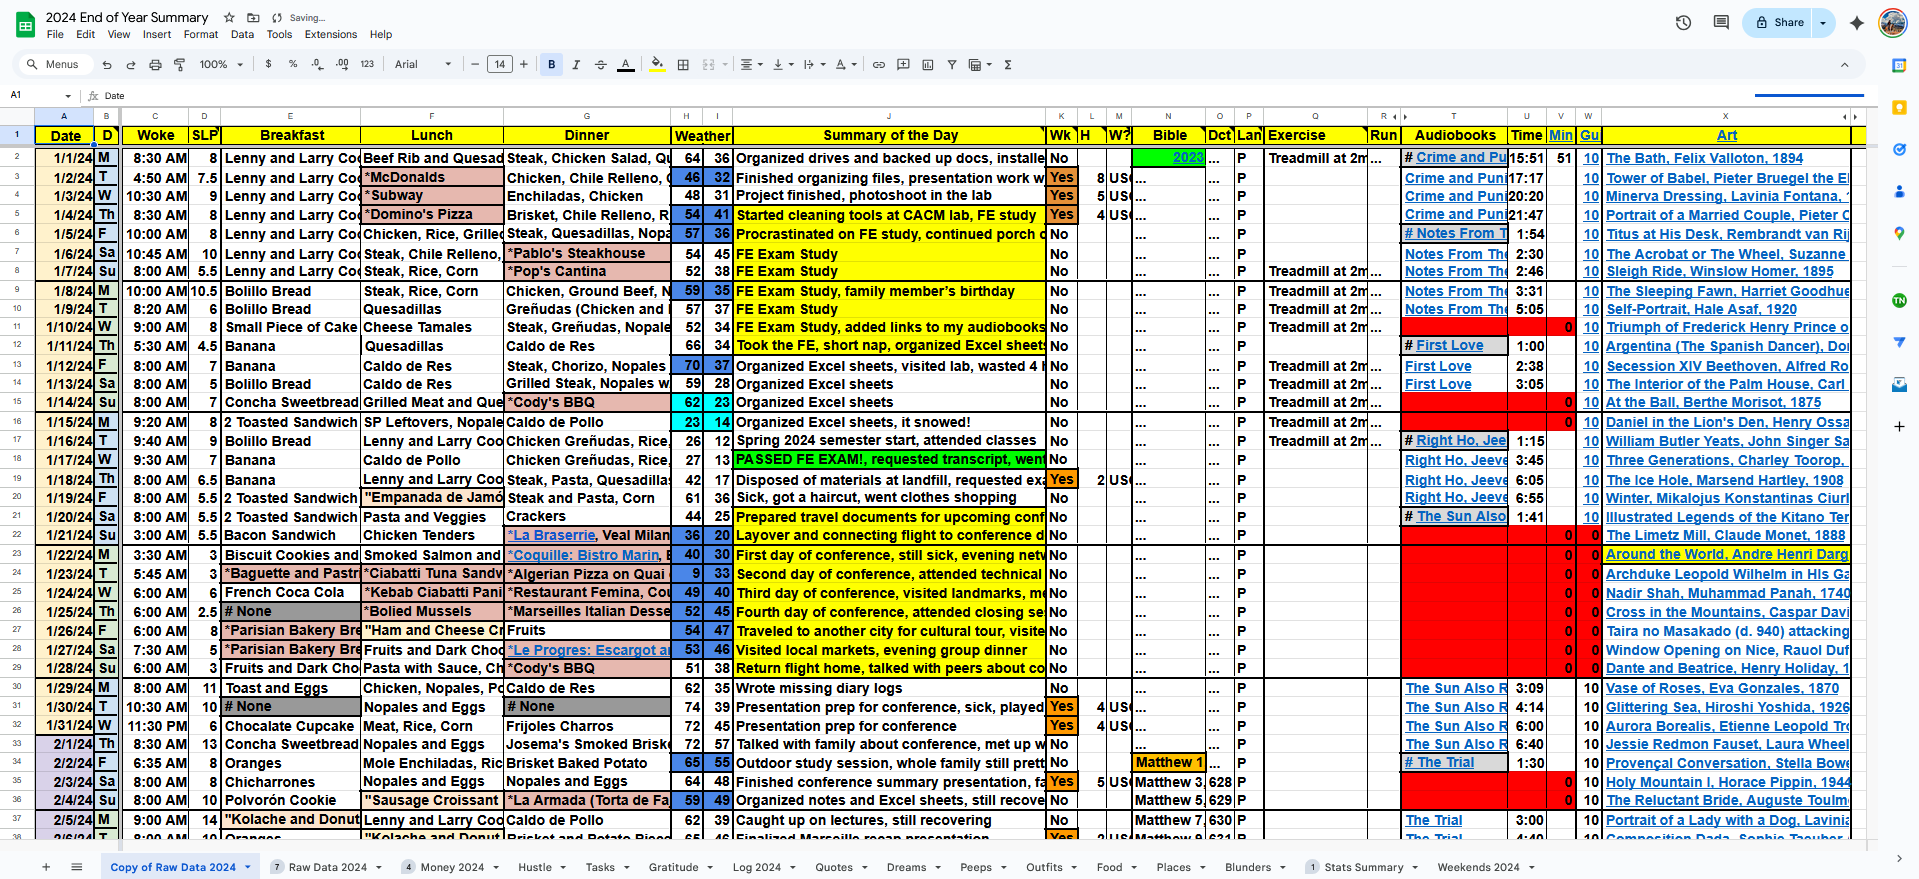 2024 End of Year Summary Saving...
File Edit View Insert Format Data Tools Extensions Help
Share
Menus 100% $ % .0 .00 123 Arial 14 B I A
A1 fx Date
A B C D E F G H I J K L M N O P Q R T U V W X
1 Date D Woke SLP Breakfast Lunch Dinner Weather Summary of the Day Wk H W? Bible Dct Lan Exercise Run Audiobooks Time Min Gu Art
2 1/1/24 M 8:30 AM 8 Lenny and Larry Coo Beef Rib and Quesad Steak, Chicken Salad, Qu 64 36 Organized drives and backed up docs, installe No 2023 ... P Treadmill at 2m ... # Crime and Pu 15:51 51 10 The Bath, Felix Valloton, 1894
3 1/2/24 T 4:50 AM 7.5 Lenny and Larry Coo *McDonalds Chicken, Chile Relleno, C 46 32 Finished organizing files, presentation work w Yes 8 US ... ... P Crime and Puni 17:17 10 Tower of Babel, Pieter Bruegel the El
4 1/3/24 W 10:30 AM 9 Lenny and Larry Coo *Subway Enchiladas, Chicken 48 31 Project finished, photoshoot in the lab Yes 5 US ... ... P Crime and Puni 20:20 10 Minerva Dressing, Lavinia Fontana,
5 1/4/24 Th 8:30 AM 8 Lenny and Larry Coo *Domino's Pizza Brisket, Chile Relleno, R 54 41 Started cleaning tools at CACM lab, FE study Yes 4 US ... ... P Crime and Puni 21:47 10 Portrait of a Married Couple, Pieter C
6 1/5/24 F 10:00 AM 8 Lenny and Larry Coo Chicken, Rice, Grilled Steak, Quesadillas, Nopa 57 36 Procrastinated on FE study, continued porch c No ... ... P # Notes From T 1:54 10 Titus at His Desk, Rembrandt van Rij
7 1/6/24 Sa 10:45 AM 10 Lenny and Larry Coo Steak, Chile Relleno, *Pablo's Steakhouse 54 45 FE Exam Study No ... ... P Notes From The 2:30 10 The Acrobat or The Wheel, Suzanne
8 1/7/24 Su 8:00 AM 5.5 Lenny and Larry Coo Steak, Rice, Corn *Pop's Cantina 52 38 FE Exam Study No ... ... P Treadmill at 2m ... Notes From The 2:46 10 Sleigh Ride, Winslow Homer, 1895
9 1/8/24 M 10:00 AM 10.5 Bolillo Bread Steak, Rice, Corn Chicken, Ground Beef, N 59 35 FE Exam Study, family member's birthday No ... ... P Treadmill at 2m ... Notes From The 3:31 10 The Sleeping Fawn, Harriet Goodhue
10 1/9/24 T 8:20 AM 6 Bolillo Bread Quesadillas Greñudas (Chicken and 57 37 FE Exam Study No ... ... P Treadmill at 2m ... Notes From The 5:05 10 Self-Portrait, Hale Asaf, 1920
11 1/10/24 W 9:00 AM 8 Small Piece of Cake Cheese Tamales Steak, Greñudas, Nopale 52 34 FE Exam Study, added links to my audiobooks No ... ... P Treadmill at 2m ... 0 10 Triumph of Frederick Henry Prince o
12 1/11/24 Th 5:30 AM 4.5 Banana Quesadillas Caldo de Res 66 34 Took the FE, short nap, organized Excel sheets No ... ... P # First Love 1:00 10 Argentina (The Spanish Dancer), Dor
13 1/12/24 F 8:00 AM 7 Banana Caldo de Res Steak, Chorizo, Nopales 70 37 Organized Excel sheets, visited lab, wasted 4 h No ... ... P Treadmill at 2m ... First Love 2:38 10 Secession XIV Beethoven, Alfred Ro
14 1/13/24 Sa 8:00 AM 5 Bolillo Bread Caldo de Res Grilled Steak, Nopales w 59 28 Organized Excel sheets No ... ... P Treadmill at 2m ... First Love 3:05 10 The Interior of the Palm House, Carl
15 1/14/24 Su 8:00 AM 7 Concha Sweetbread Grilled Meat and Que *Cody's BBQ 62 23 Organized Excel sheets No ... ... P Treadmill at 2m ... 0 10 At the Ball, Berthe Morisot, 1875
16 1/15/24 M 9:20 AM 8 2 Toasted Sandwich SP Leftovers, Nopale Caldo de Pollo 23 14 Organized Excel sheets, it snowed! No ... ... P Treadmill at 2m ... 0 10 Daniel in the Lion's Den, Henry Ossa
17 1/16/24 T 9:40 AM 9 Bolillo Bread Lenny and Larry Coo Chicken Greñudas, Rice, 26 12 Spring 2024 semester start, attended classes No ... ... P Treadmill at 2m ... # Right Ho, Jee 1:15 10 William Butler Yeats, John Singer Sa
18 1/17/24 W 9:30 AM 7 Banana Caldo de Pollo Chicken Greñudas, Rice, 27 13 PASSED FE EXAM!, requested transcript, went No ... ... P Right Ho, Jeeve 3:45 10 Three Generations, Charley Toorop,
19 1/18/24 Th 8:00 AM 6.5 Banana Lenny and Larry Coo Steak, Pasta, Quesadilla 42 17 Disposed of materials at landfill, requested exa Yes 2 US ... ... P Right Ho, Jeeve 6:05 10 The Ice Hole, Marsend Hartley, 1908
20 1/19/24 F 8:00 AM 5.5 2 Toasted Sandwich "Empanada de Jamó Steak and Pasta, Corn 61 36 Sick, got a haircut, went clothes shopping No ... ... P Right Ho, Jeeve 6:55 10 Winter, Mikalojus Konstantinas Ciurl
21 1/20/24 Sa 8:00 AM 5.5 2 Toasted Sandwich Pasta and Veggies Crackers 44 25 Prepared travel documents for upcoming conf No ... ... P # The Sun Also 1:41 10 Illustrated Legends of the Kitano Ter
22 1/21/24 Su 3:00 AM 5.5 Bacon Sandwich Chicken Tenders *La Braserrie, Veal Milan 36 20 Layover and connecting flight to conference d No ... ... P 0 0 The Limetz Mill, Claude Monet, 1888
23 1/22/24 M 3:30 AM 3 Biscuit Cookies and Smoked Salmon and *Coquille: Bistro Marin, E 40 30 First day of conference, still sick, evening netw No ... ... P 0 0 Around the World, Andre Henri Darg
24 1/23/24 T 5:45 AM 3 *Baguette and Pastri *Ciabatti Tuna Sandw *Algerian Pizza on Quai 9 33 Second day of conference, attended technical No ... ... P 0 0 Archduke Leopold Wilhelm in HIs Ga
25 1/24/24 W 6:00 AM 6 French Coca Cola *Kebab Ciabatti Pani *Restaurant Femina, Cou 49 40 Third day of conference, visited landmarks, me No ... ... P 0 0 Nadir Shah, Muhammad Panah, 1740
26 1/25/24 Th 6:00 AM 2.5 # None *Bolied Mussels *Marseilles Italian Desse 52 45 Fourth day of conference, attended closing se No ... ... P 0 0 Cross in the Mountains, Caspar Davi
27 1/26/24 F 6:00 AM 8 *Parisian Bakery Bre "Ham and Cheese Cr Fruits 54 47 Traveled to another city for cultural tour, visite No ... ... P 0 0 Taira no Masakado (d. 940) attacking
28 1/27/24 Sa 7:30 AM 5 *Parisian Bakery Bre Fruits and Dark Choc *Le Progres: Escargot an 53 46 Visited local markets, evening group dinner No ... ... P 0 0 Window Opening on Nice, Rauol Duf
29 1/28/24 Su 6:00 AM 3 Fruits and Dark Cho Pasta with Sauce, Ch *Cody's BBQ 51 38 Return flight home, talked with peers about co No ... ... P 0 0 Dante and Beatrice, Henry Holiday, 1
30 1/29/24 M 8:00 AM 11 Toast and Eggs Chicken, Nopales, Po Caldo de Res 62 35 Wrote missing diary logs No ... ... P The Sun Also R 3:09 10 Vase of Roses, Eva Gonzales, 1870
31 1/30/24 T 10:30 AM 10 # None Nopales and Eggs # None 74 39 Presentation prep for conference, sick, played Yes 4 US ... ... P The Sun Also R 4:14 10 Glittering Sea, Hiroshi Yoshida, 1926
32 1/31/24 W 11:30 PM 6 Chocolate Cupcake Meat, Rice, Corn Frijoles Charros 72 45 Presentation prep for conference Yes 4 US ... ... P The Sun Also R 6:00 10 Aurora Borealis, Etienne Leopold Tro
33 2/1/24 Th 8:30 AM 13 Concha Sweetbread Nopales and Eggs Josema's Smoked Briske 72 57 Talked with family about conference, met up w No ... ... P The Sun Also R 6:40 10 Jessie Redmon Fauset, Laura Wheel
34 2/2/24 F 6:35 AM 8 Oranges Mole Enchiladas, Ric Brisket Baked Potato 65 55 Outdoor study session, whole family still prett No Matthew 1 ... P # The Trial 1:30 10 Provençal Conversation, Stella Bowe
35 2/3/24 Sa 8:00 AM 8 Chicharrones Nopales and Eggs Nopales and Eggs 64 48 Finished conference summary presentation, fa Yes 5 US Matthew 3, 628 P 0 10 Holy Mountain I, Horace Pippin, 1944
36 2/4/24 Su 8:00 AM 10 Polvorón Cookie "Sausage Croissant *La Armada (Torta de Fa 59 49 Organized notes and Excel sheets, still recove No Matthew 5, 629 P 0 10 The Reluctant Bride, Auguste Toulm
37 2/5/24 M 9:00 AM 14 "Kolache and Donut Lenny and Larry Coo Caldo de Pollo 62 39 Caught up on lectures, still recovering No Matthew 7, 630 P The Trial 3:00 10 Portrait of a Lady with a Dog, Lavinia
38 2/6/24 T 8:00 AM 10 Oranges "Kolache and Donut Brisket and Potato 65 46 Finalized Marseille recap presentation Yes 2 US Matthew 9, 631 P The Trial 4:40 10 Composition Dada, Sophie Taeuber
Copy of Raw Data 2024 7 Raw Data 2024 4 Money 2024 Hustle Tasks Gratitude Log 2024 Quotes Dreams Peeps Outfits Food Places Blunders 1 Stats Summary Weekends 2024